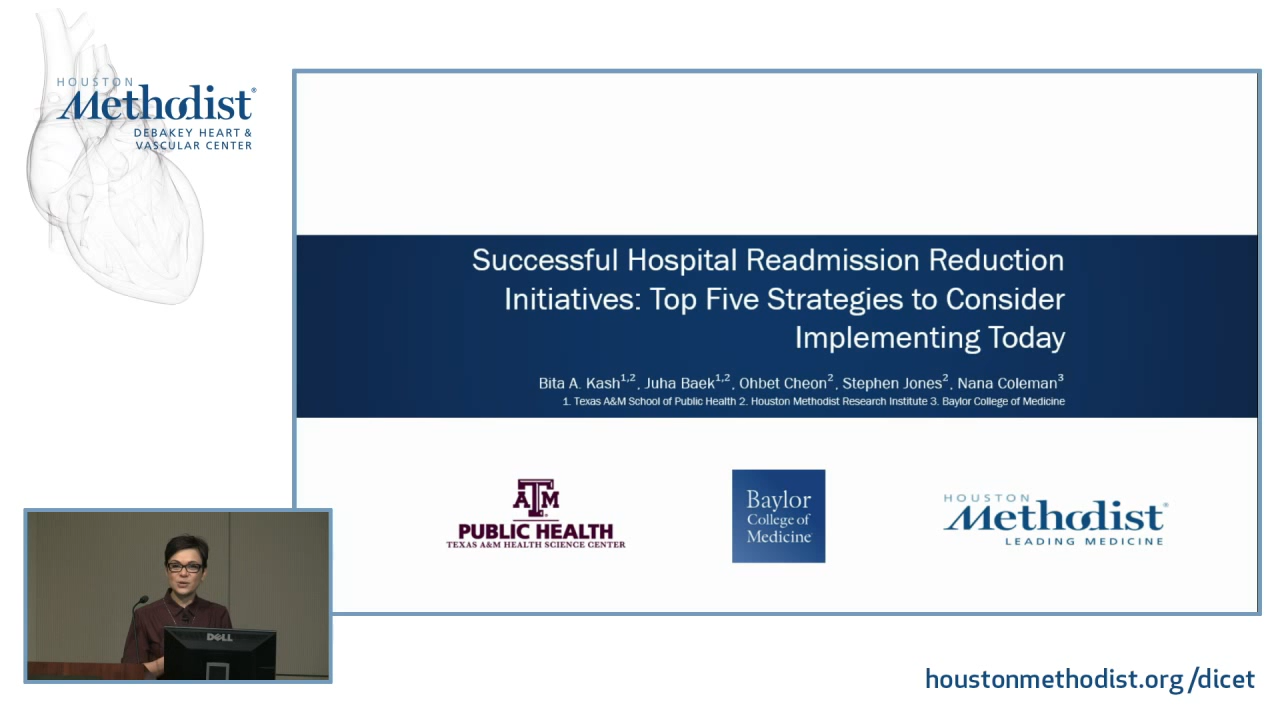 HOUSTON
Methodist®
DEBAKEY HEART &
VASCULAR CENTER
Successful Hospital Readmission Reduction
Initiatives: Top Five Strategies to Consider
Implementing Today
Bita A. Kash1,2, Juha Baek1,2, Ohbet Cheon2, Stephen Jones2, Nana Coleman3
1. Texas A&M School of Public Health 2. Houston Methodist Research Institute 3. Baylor College of Medicine
ATM
PUBLIC HEALTH
TEXAS A&M HEALTH SCIENCE CENTER
Baylor
College of
Medicine
HOUSTON
Methodist®
LEADING MEDICINE
DELL
houstonmethodist.org/dicet